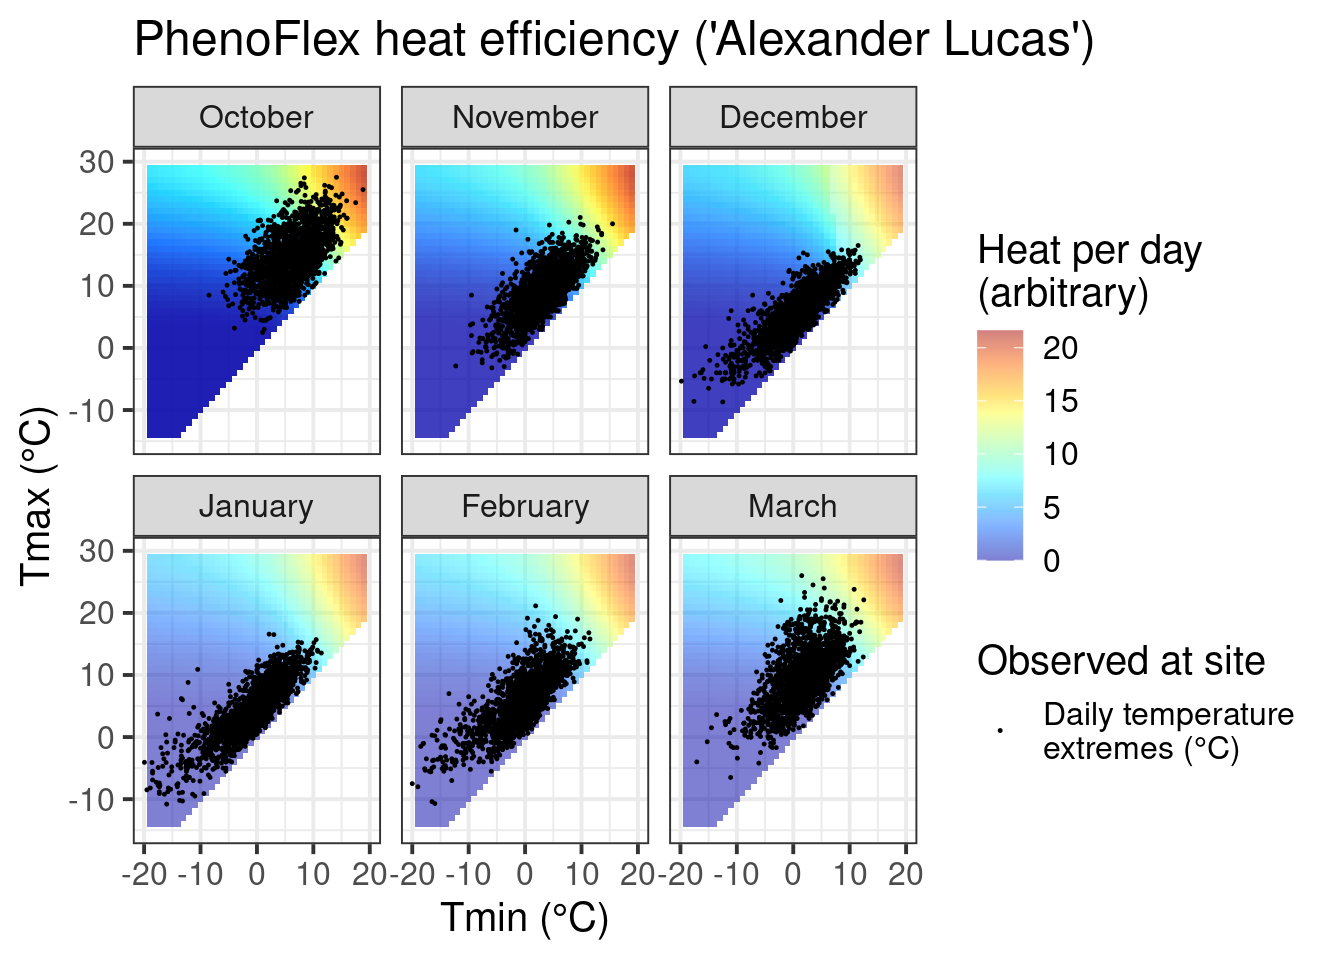 PhenoFlex heat efficiency ('Alexander Lucas')
October
November
December
30
20
10
0
-10
January
February
March
30
20
10
0
-10
-20 -10 0 10 20
-20 -10 0 10 20
-20 -10 0 10 20
Tmin (°C)
Tmax (°C)
Heat per day
(arbitrary)
20
15
10
5
0
Observed at site
Daily temperature
extremes (°C)